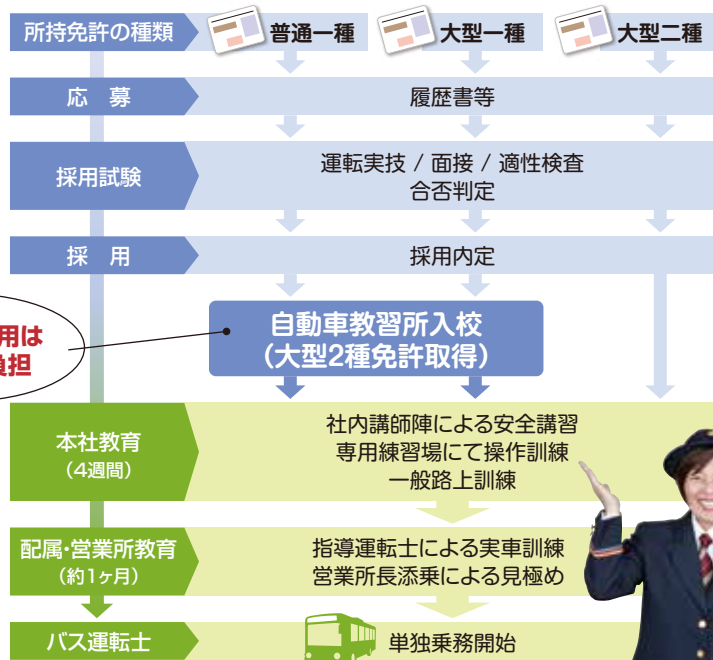 所持免許の種類
普通一種
大型一種
大型二種
応　募
履歴書等
採用試験
運転実技 / 面接 / 適性検査
合否判定
採　用
採用内定
用は
負担
自動車教習所入校
（大型2種免許取得）
本社教育
（4週間）
社内講師陣による安全講習
専用練習場にて操作訓練
一般路上訓練
配属・営業所教育
（約1ヶ月）
指導運転士による実車訓練
営業所長添乗による見極め
バス運転士
単独乗務開始